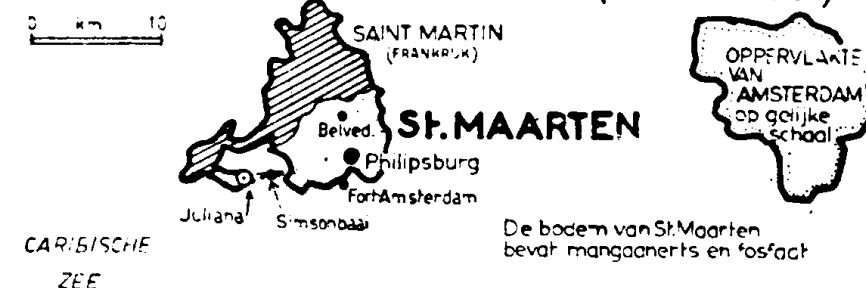 0 km 10
SAINT MARTIN
(FRANKRIJK)
OPPERVLAKTE
VAN
AMSTERDAM
op gelijke
schaal
Belved.
St. MAARTEN
Philipsburg
Fort Amsterdam
Juliana
Simsonbaai
De bodem van St. Maarten
bevat mangaanerts en fosfaat
CARIBISCHE
ZEE